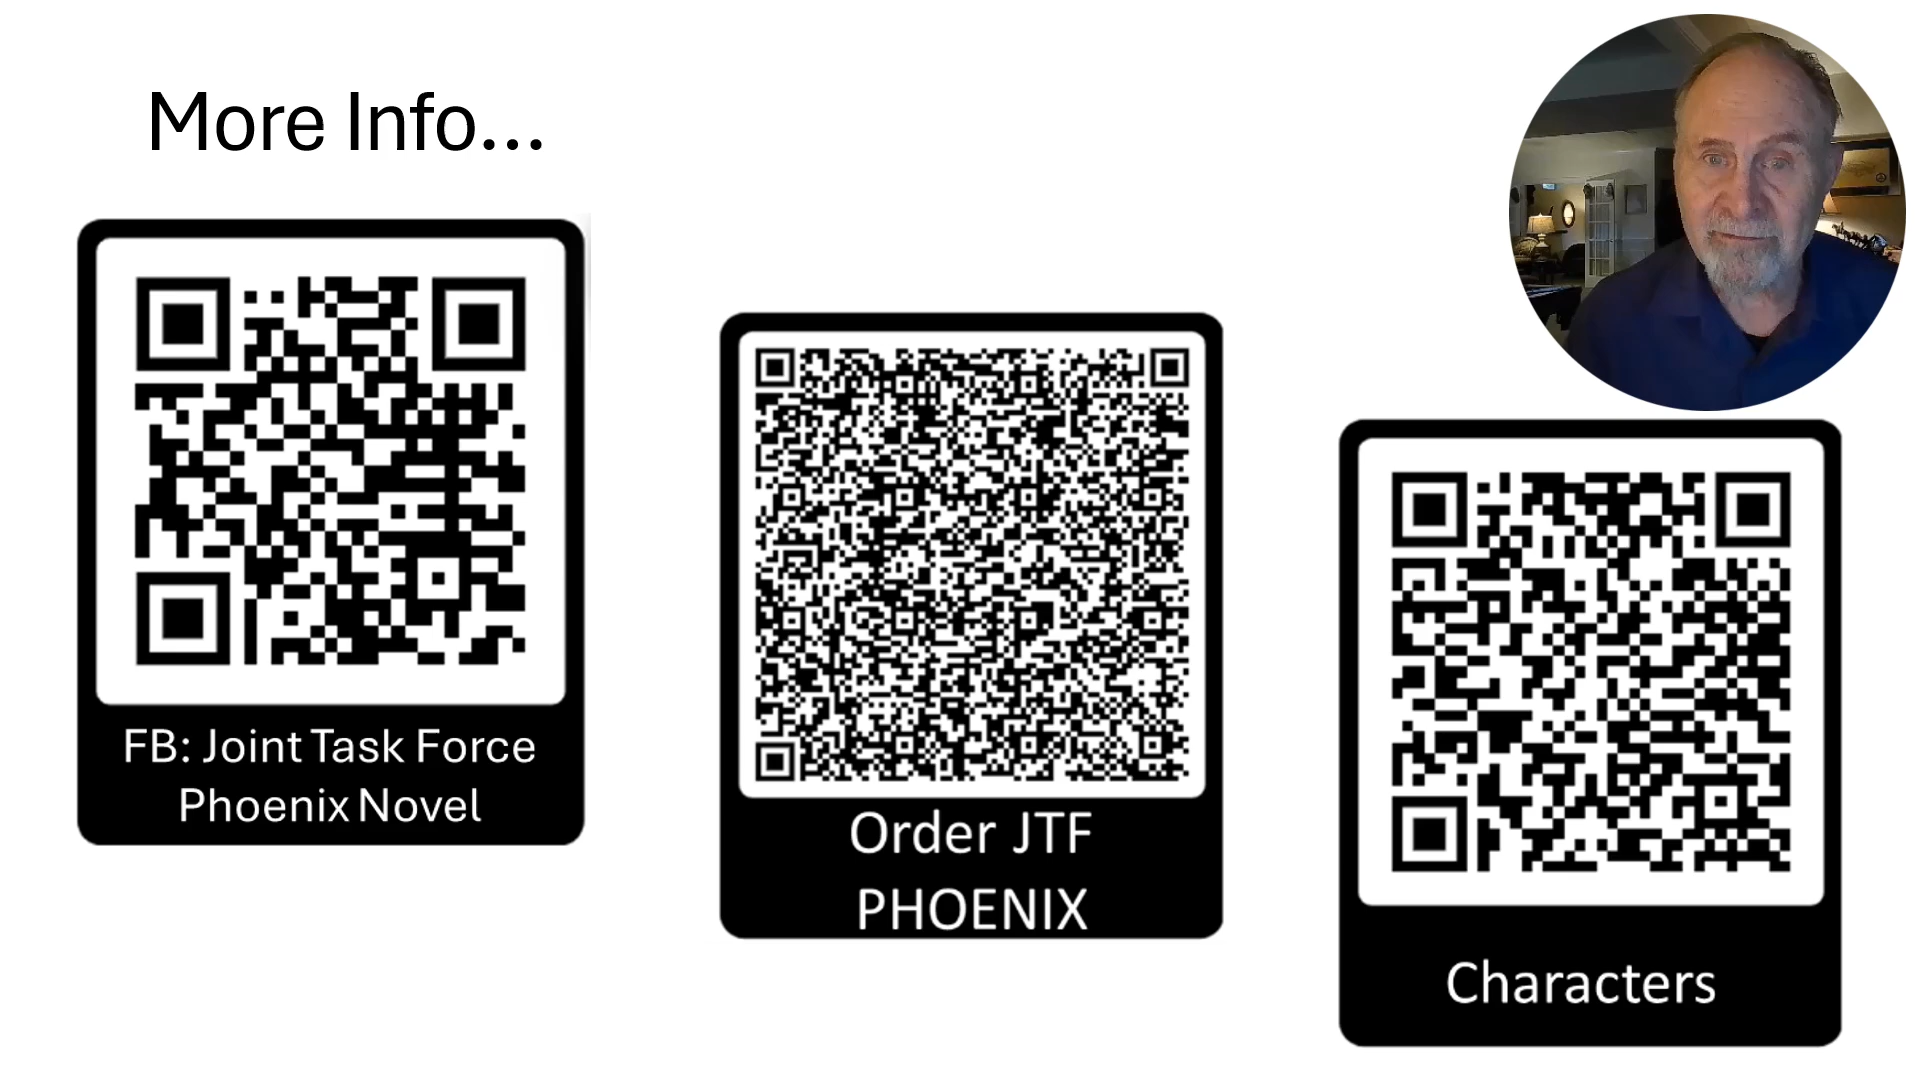 More Info...
FB: Joint Task Force
Phoenix Novel
Order JTF
PHOENIX
Characters